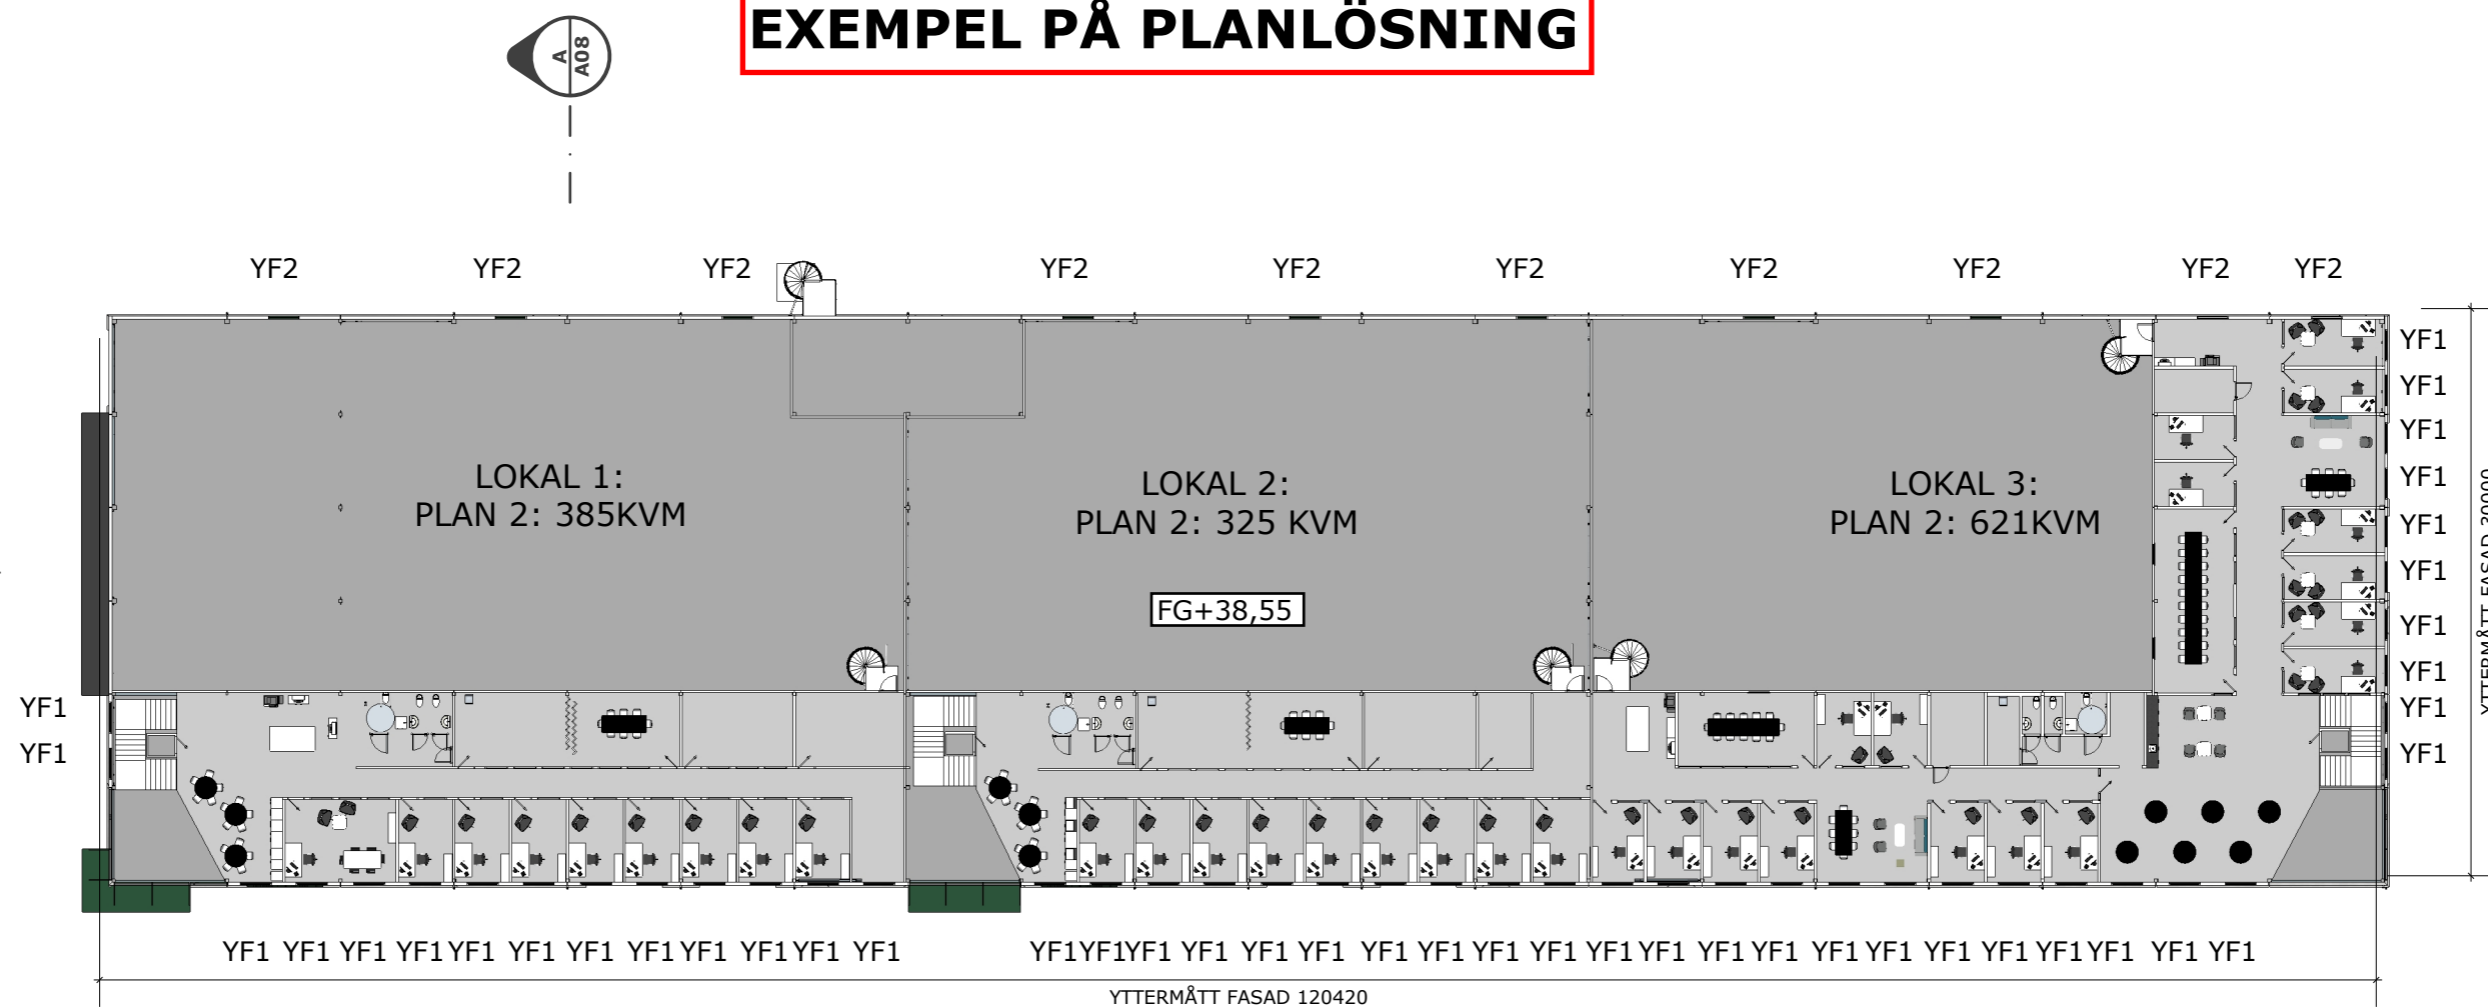 EXEMPEL PÅ PLANLÖSNING
A
A08
YF2 YF2 YF2 YF2 YF2 YF2 YF2 YF2 YF2 YF2
YF1
YF1
YF1
YF1
LOKAL 1:
PLAN 2: 385KVM
LOKAL 2:
PLAN 2: 325 KVM
LOKAL 3:
PLAN 2: 621KVM
FG+38,55
YF1
YF1
YF1
YF1
YTTERMÅTT FASAD 30000
YF1 YF1
YF1 YF1
YF1 YF1 YF1 YF1 YF1 YF1 YF1 YF1 YF1 YF1 YF1 YF1 YF1 YF1 YF1 YF1 YF1 YF1 YF1 YF1 YF1 YF1 YF1 YF1 YF1 YF1 YF1 YF1 YF1 YF1 YF1 YF1 YF1 YF1
YTTERMÅTT FASAD 120420